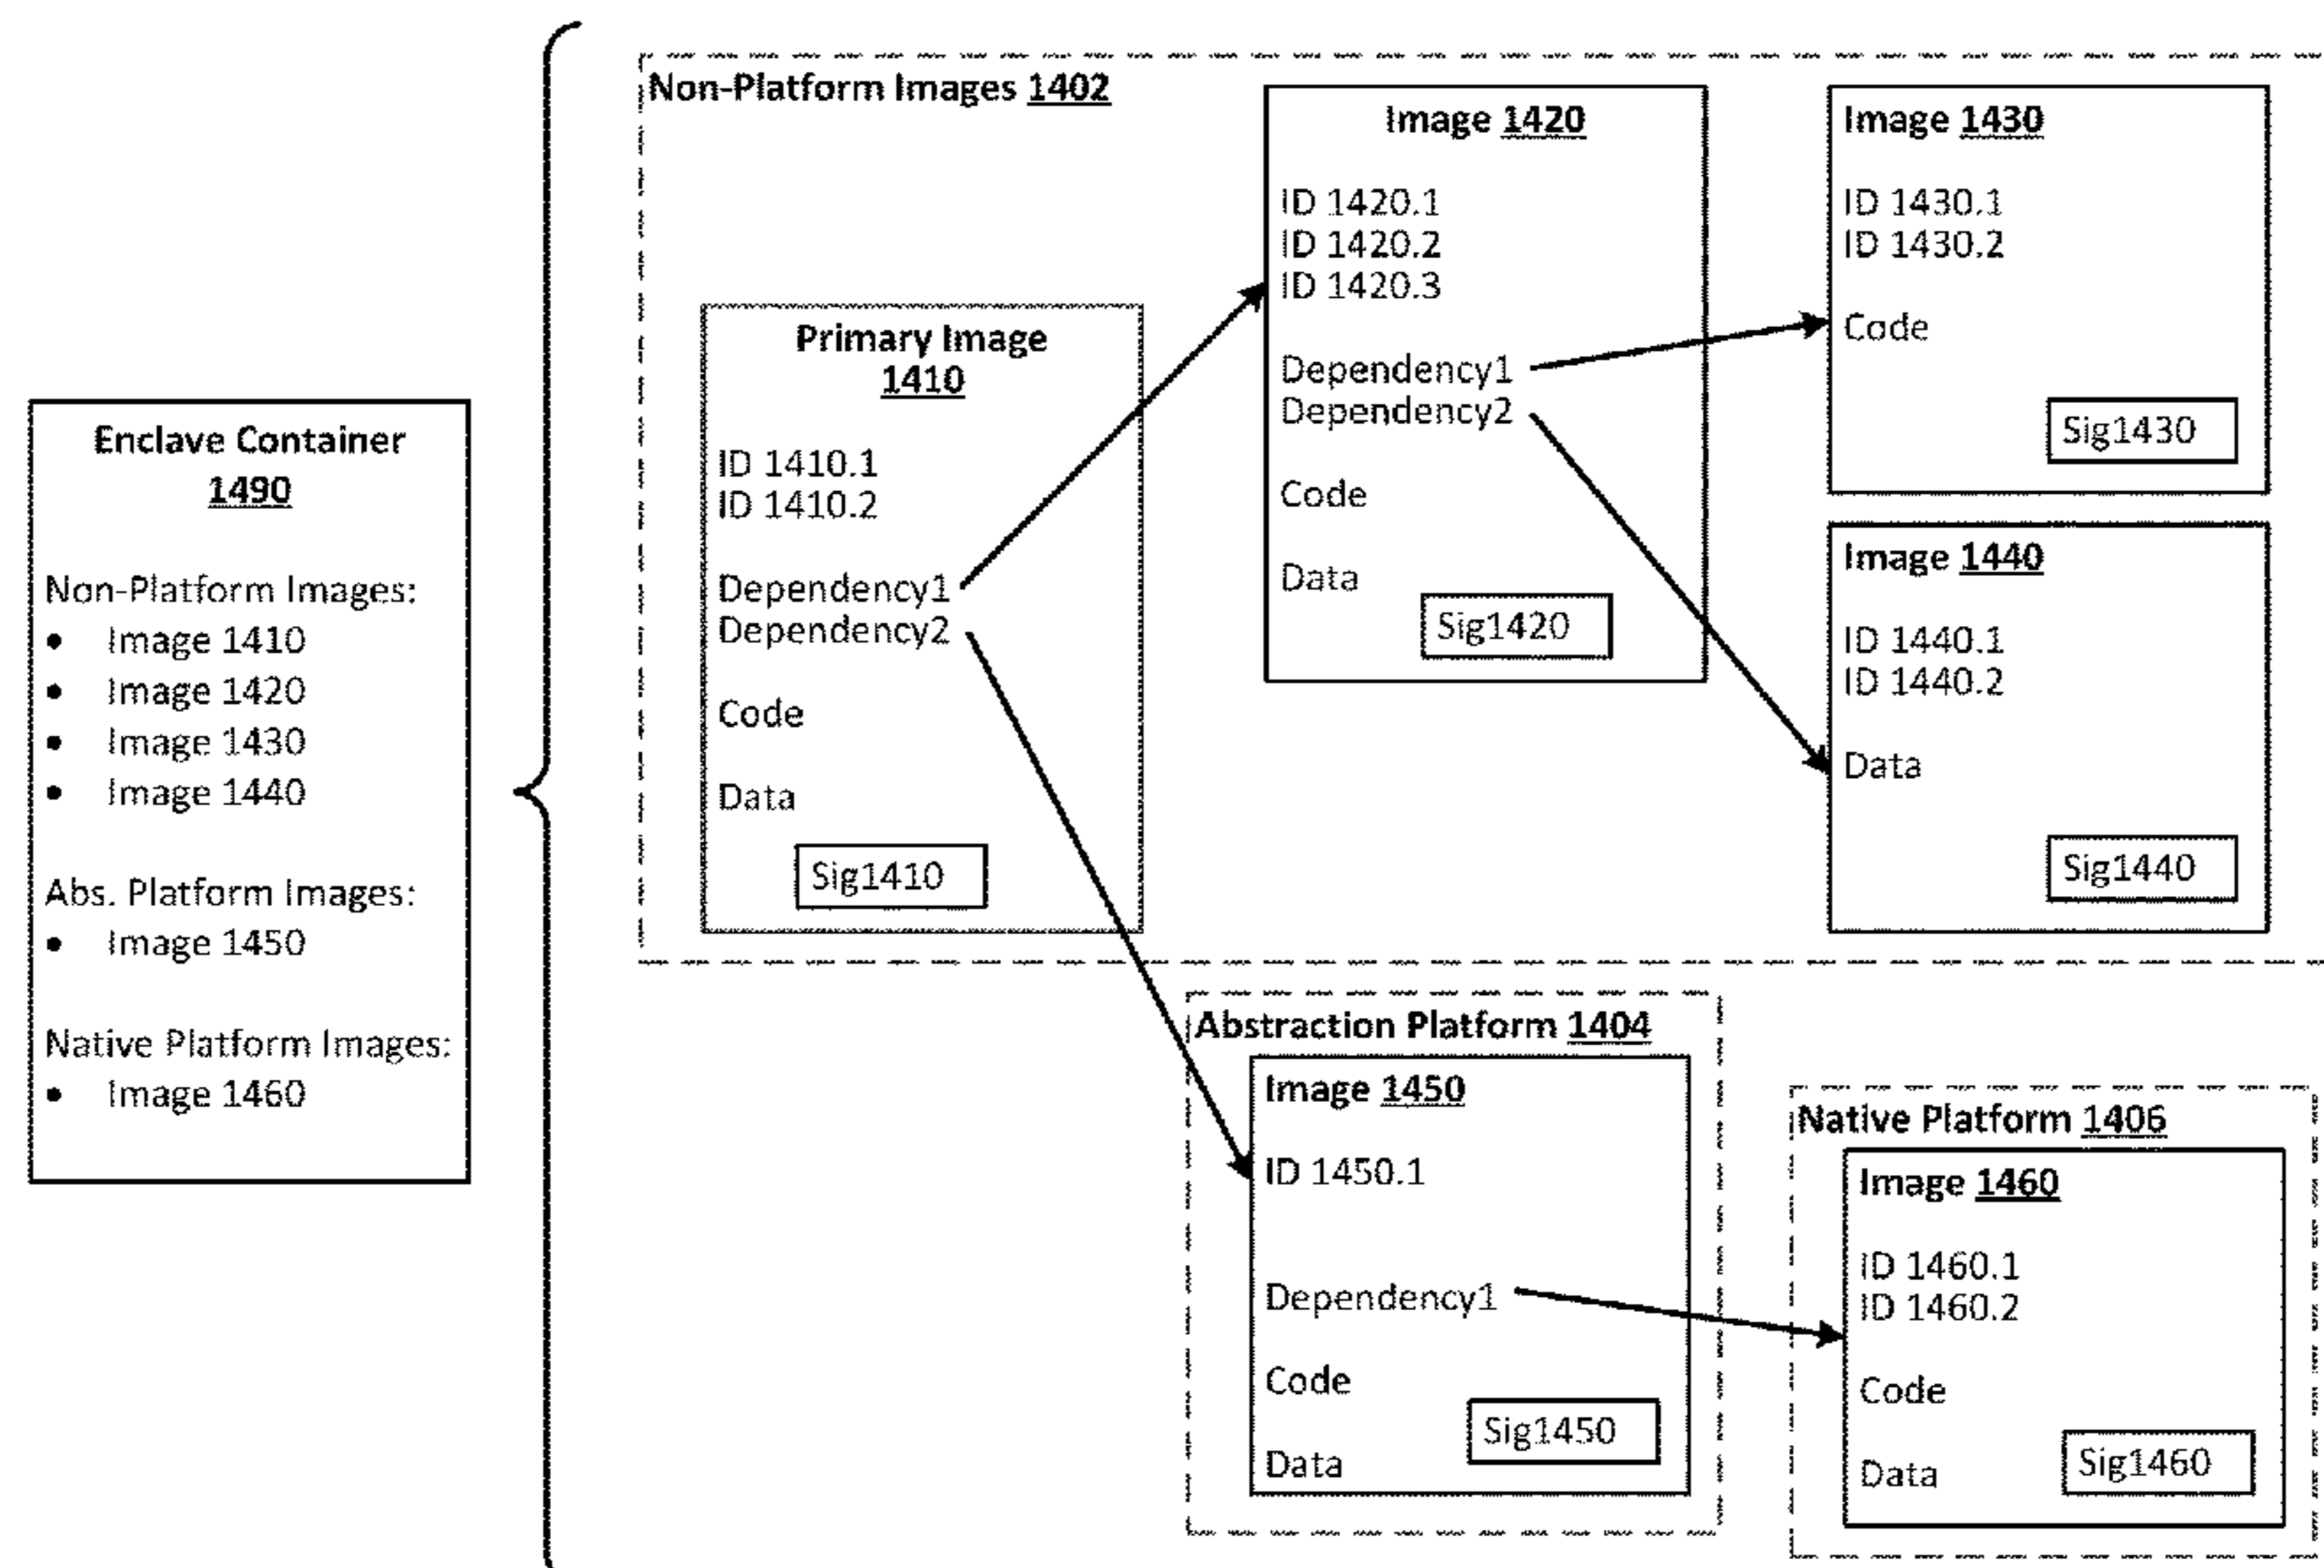 Enclave Container
1490
Non-Platform Images:
• Image 1410
• Image 1420
• Image 1430
• Image 1440
Abs. Platform Images:
• Image 1450
Native Platform Images:
• Image 1460
Non-Platform Images 1402
Primary Image
1410
ID 1410.1
ID 1410.2
Dependency1
Dependency2
Code
Data
Sig1410
Image 1420
ID 1420.1
ID 1420.2
ID 1420.3
Dependency1
Dependency2
Code
Data
Sig1420
Image 1430
ID 1430.1
ID 1430.2
Code
Sig1430
Image 1440
ID 1440.1
ID 1440.2
Data
Sig1440
Abstraction Platform 1404
Image 1450
ID 1450.1
Dependency1
Code
Data
Sig1450
Native Platform 1406
Image 1460
ID 1460.1
ID 1460.2
Code
Data
Sig1460